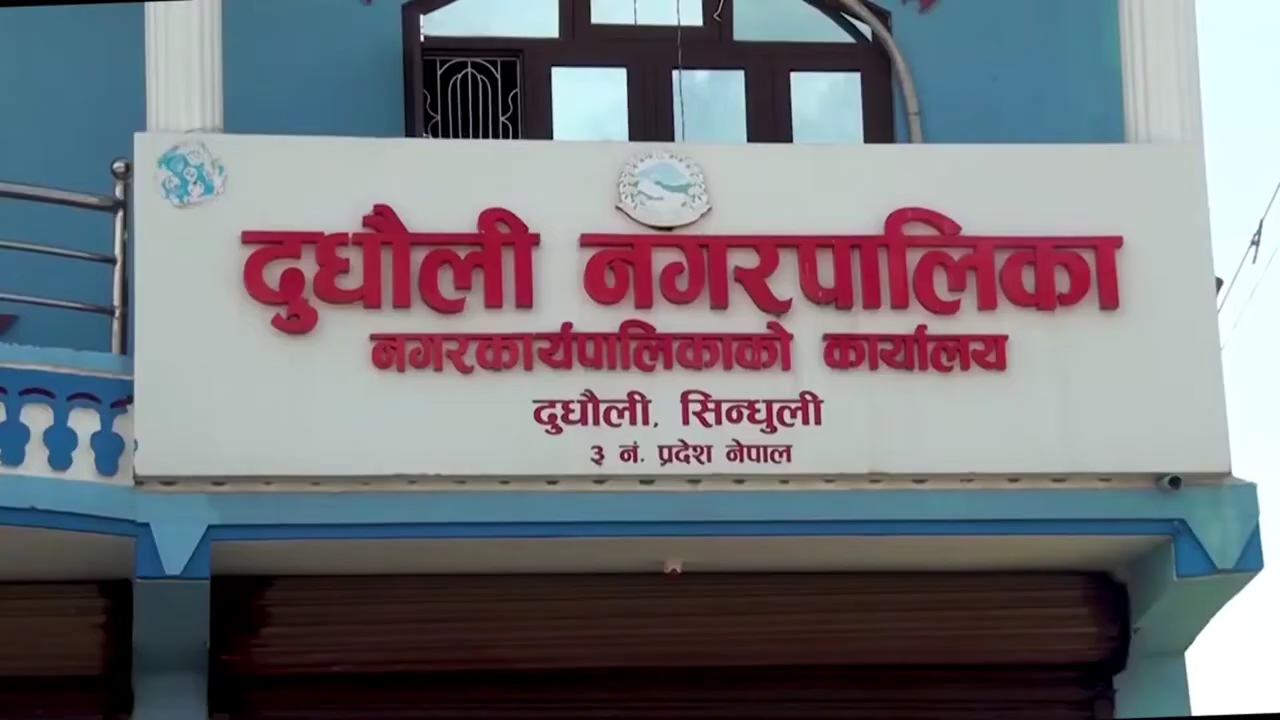 दुधौली नगरपालिका
नगरकार्यपालिकाको कार्यालय
दुधौली, सिन्धुली
३ नं. प्रदेश नेपाल